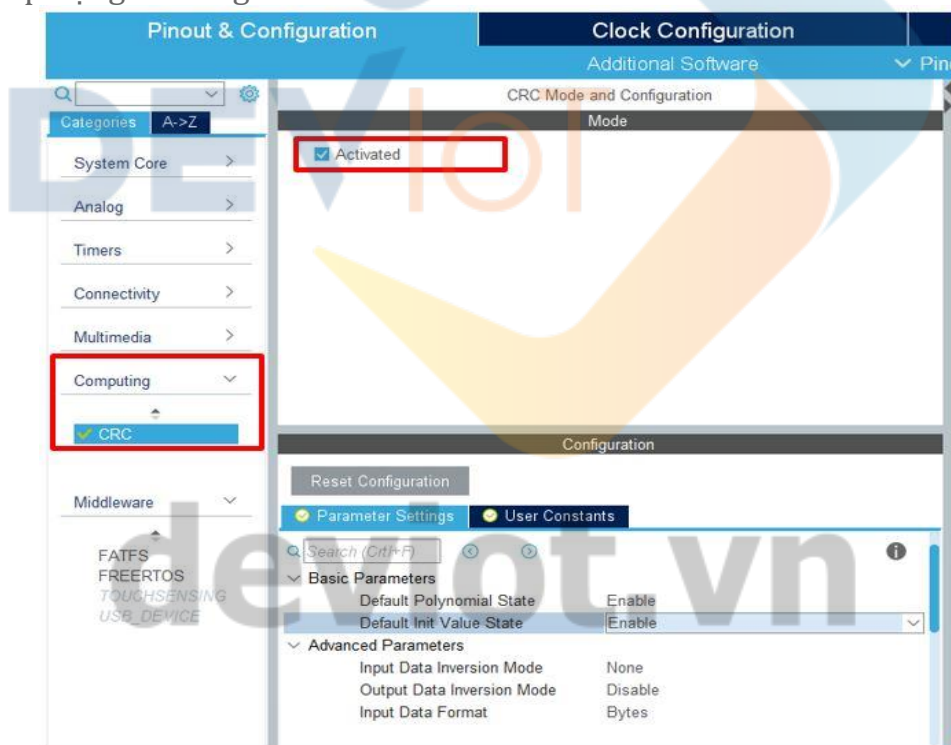 Pinout & Configuration
Clock Configuration
Additional Software
Pin
CRC Mode and Configuration
Categories
A->Z
Mode
Activated
System Core
Analog
Timers
Connectivity
Multimedia
Computing
CRC
Middleware
FATFS
FREERTOS
TOUCHSENSING
USB_DEVICE
Configuration
Reset Configuration
Parameter Settings
User Constants
Search (Crtl+F)
Basic Parameters
Default Polynomial State Enable
Default Init Value State Enable
Advanced Parameters
Input Data Inversion Mode None
Output Data Inversion Mode Disable
Input Data Format Bytes
DEVIOT
deviot.vn